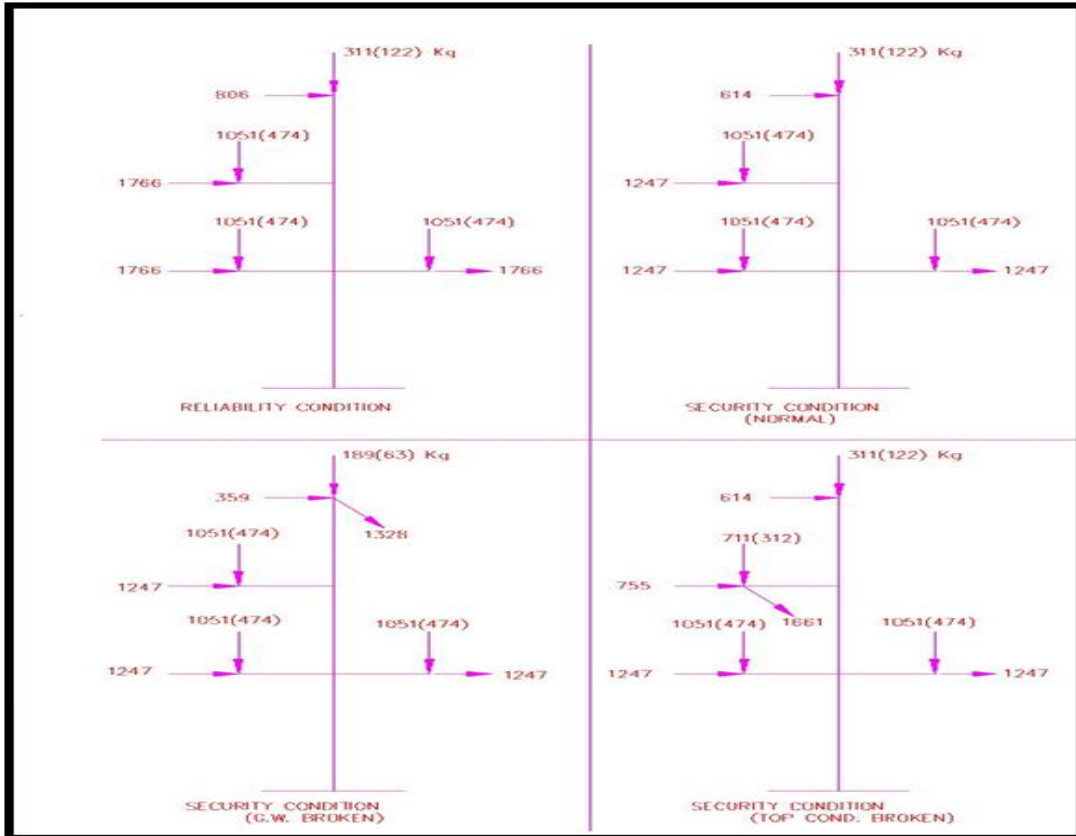 311(122) Kg
806
1051(474)
1766
1051(474) 1051(474)
1766 1766
RELIABILITY CONDITION
311(122) Kg
614
1051(474)
1247
1051(474) 1051(474)
1247 1247
SECURITY CONDITION
(NORMAL)
189(63) Kg
359
1328
1051(474)
1247
1051(474) 1051(474)
1247 1247
SECURITY CONDITION
(G.W. BROKEN)
311(122) Kg
614
711(312)
755
1661
1051(474) 1051(474)
1247 1247
SECURITY CONDITION
(TOP COND. BROKEN)